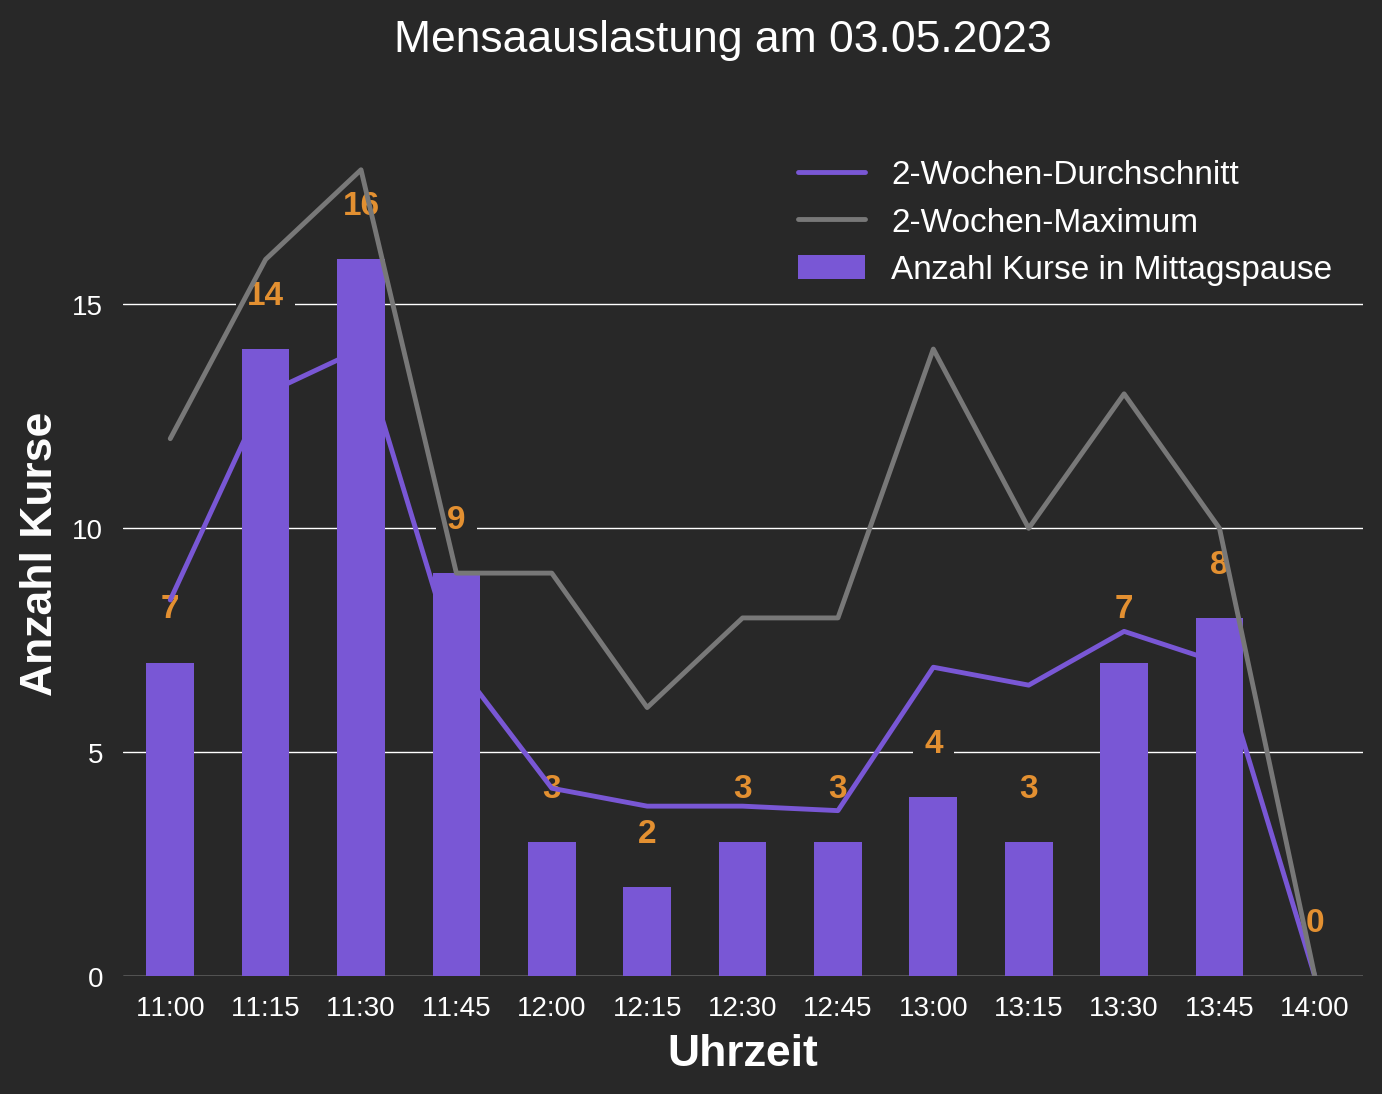 Mensaauslastung am 03.05.2023
2-Wochen-Durchschnitt
2-Wochen-Maximum
Anzahl Kurse in Mittagspause
Anzahl Kurse
15
10
5
0
7
14
16
9
3
2
3
3
4
3
7
8
0
11:00 11:15 11:30 11:45 12:00 12:15 12:30 12:45 13:00 13:15 13:30 13:45 14:00
Uhrzeit